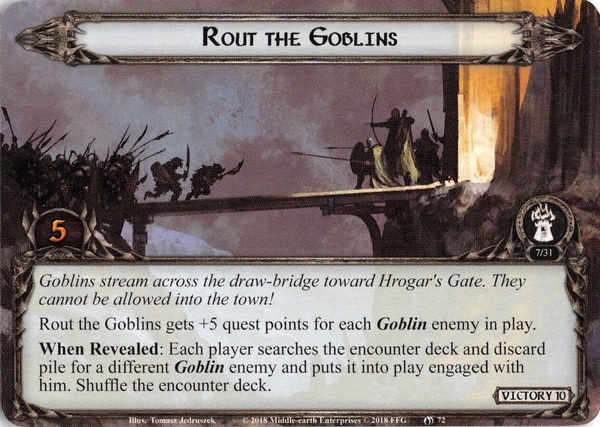 ROUT THE GOBLINS
5
7/31
Goblins stream across the draw-bridge toward Hrogar's Gate. They
cannot be allowed into the town!
Rout the Goblins gets +5 quest points for each Goblin enemy in play.
When Revealed: Each player searches the encounter deck and discard
pile for a different Goblin enemy and puts it into play engaged with
him. Shuffle the encounter deck.
VICTORY 10
Illus. Tomasz Jedruszek
© 2018 Middle-earth Enterprises © 2018 FFG
72